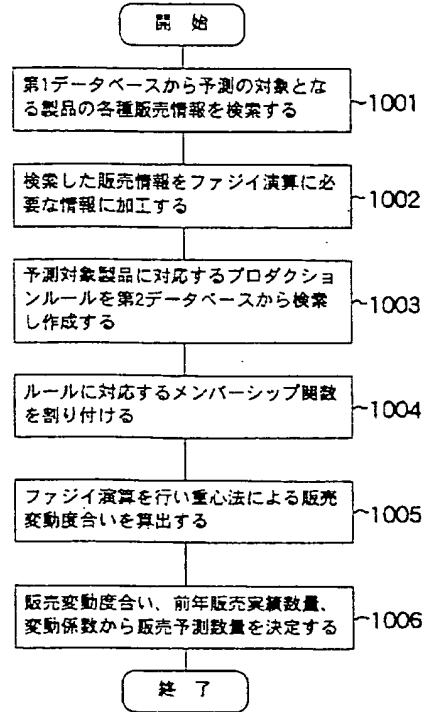 開 始
第1データベースから予測の対象とな
る製品の各種販売情報を検索する
~1001
検索した販売情報をファジイ演算に必
要な情報に加工する
~1002
予測対象製品に対応するプロダクショ
ンルールを第2データベースから検索
し作成する
~1003
ルールに対応するメンバーシップ関数
を割り付ける
~1004
ファジイ演算を行い重心法による販売
変動度合いを算出する
~1005
販売変動度合い、前年販売実績数量、
変動係数から販売予測数量を決定する
~1006
終 了